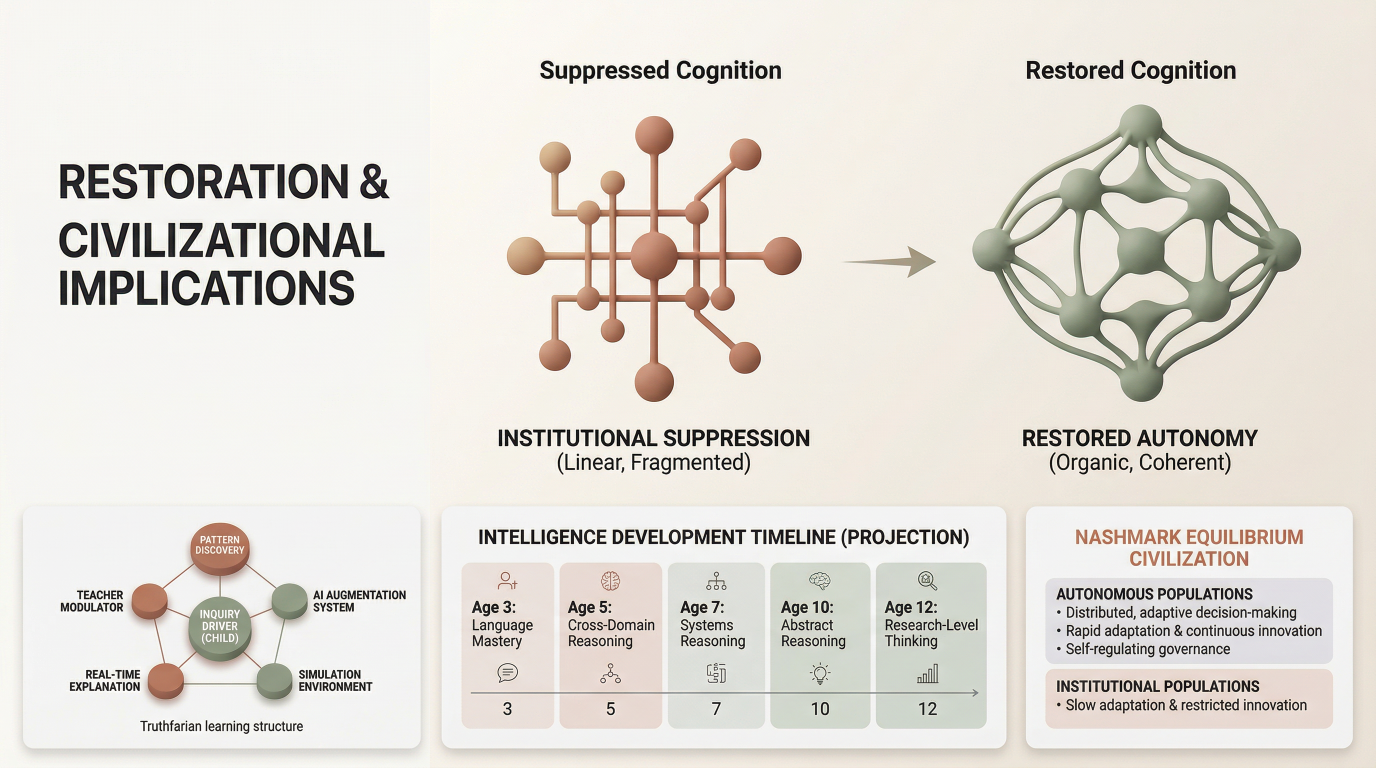 RESTORATION &
CIVILIZATIONAL
IMPLICATIONS
Suppressed Cognition
Restored Cognition
INSTITUTIONAL SUPPRESSION
(Linear, Fragmented)
RESTORED AUTONOMY
(Organic, Coherent)
PATTERN
DISCOVERY
TEACHER
MODULATOR
AI AUGMENTATION
SYSTEM
INQUIRY
DRIVER
(CHILD)
REAL-TIME
EXPLANATION
SIMULATION
ENVIRONMENT
Truthfarian learning structure
INTELLIGENCE DEVELOPMENT TIMELINE (PROJECTION)
Age 3:
Language
Mastery
3
Age 5:
Cross-Domain
Reasoning
5
Age 7:
Systems
Reasoning
7
Age 10:
Abstract
Reasoning
10
Age 12:
Research-Level
Thinking
12
NASHMARK EQUILIBRIUM
CIVILIZATION
AUTONOMOUS POPULATIONS
• Distributed, adaptive decision-making
• Rapid adaptation & continuous innovation
• Self-regulating governance
INSTITUTIONAL POPULATIONS
• Slow adaptation & restricted innovation